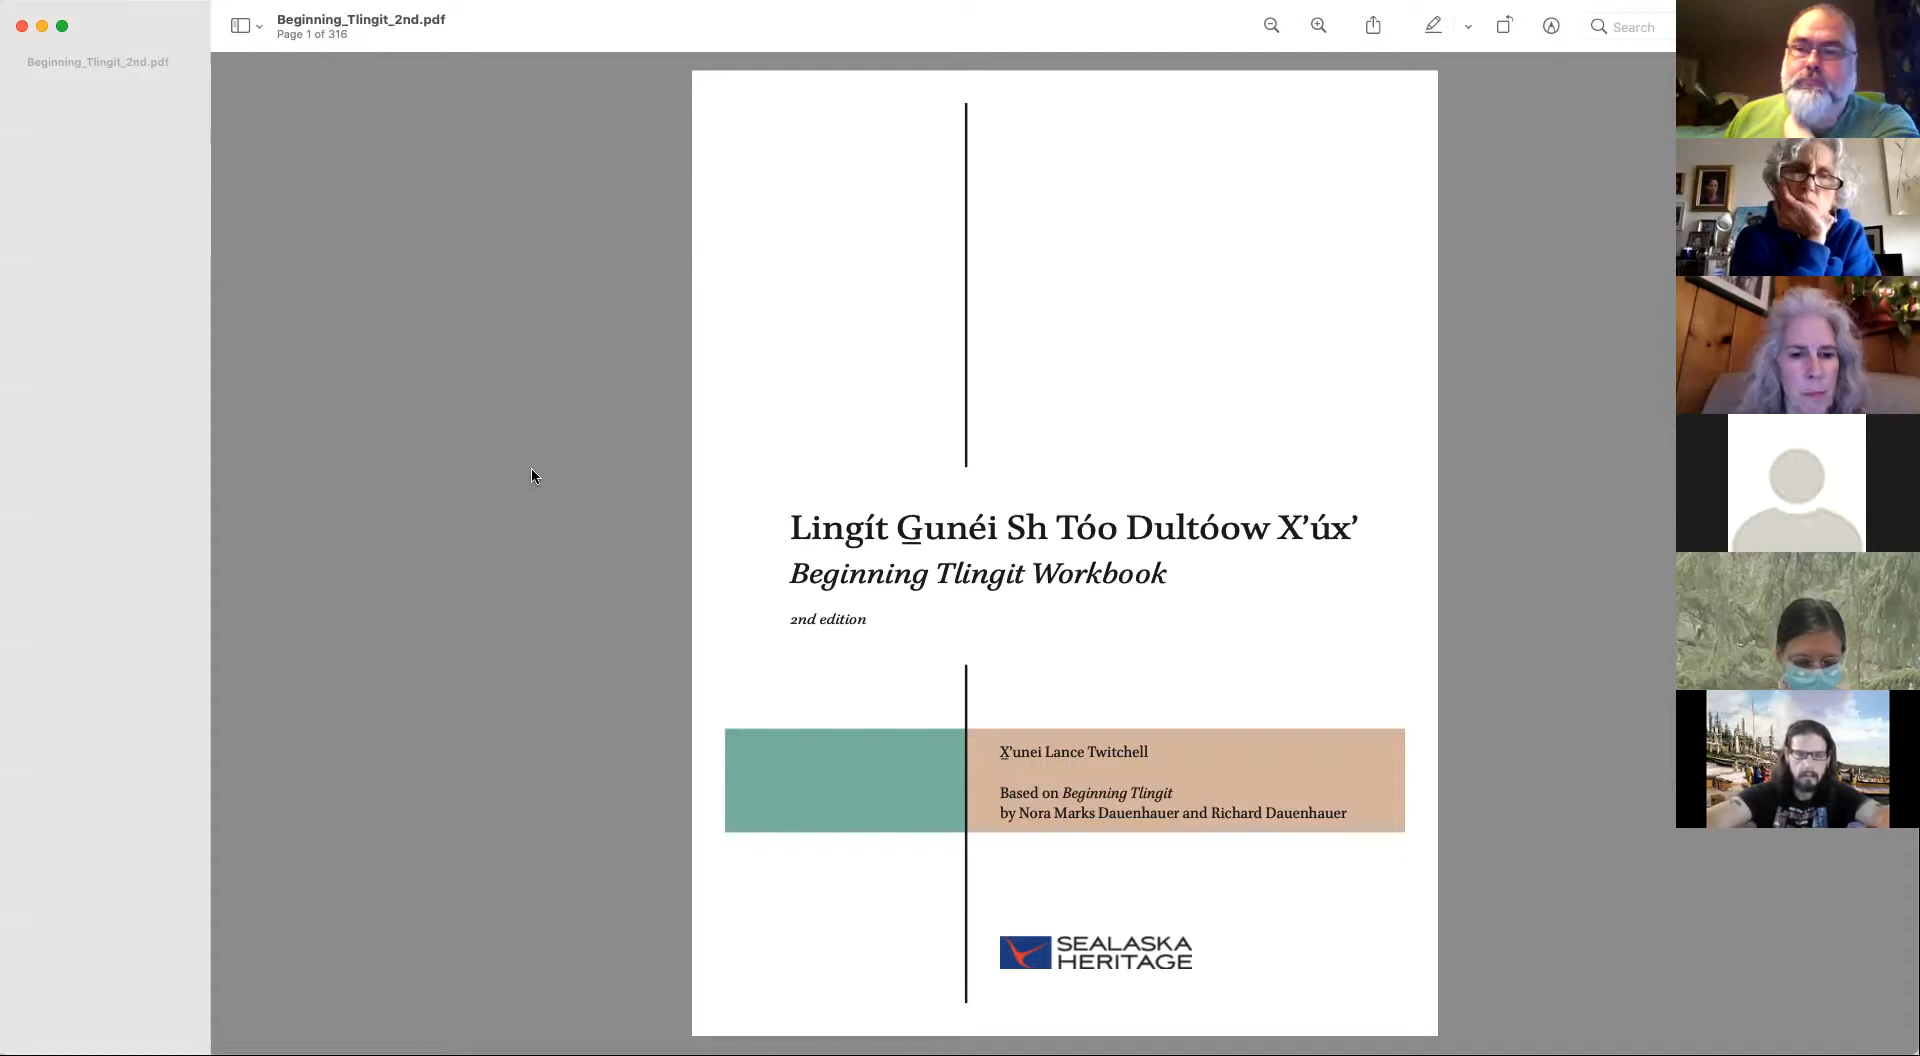 Beginning_Tlingit_2nd.pdf
Page 1 of 316
Search
Beginning_Tlingit_2nd.pdf
Lingít G̱unéi Sh Tóo Dultóow X’úx’
Beginning Tlingit Workbook
2nd edition
X̱’unei Lance Twitchell
Based on Beginning Tlingit
by Nora Marks Dauenhauer and Richard Dauenhauer
SEALASKA
HERITAGE